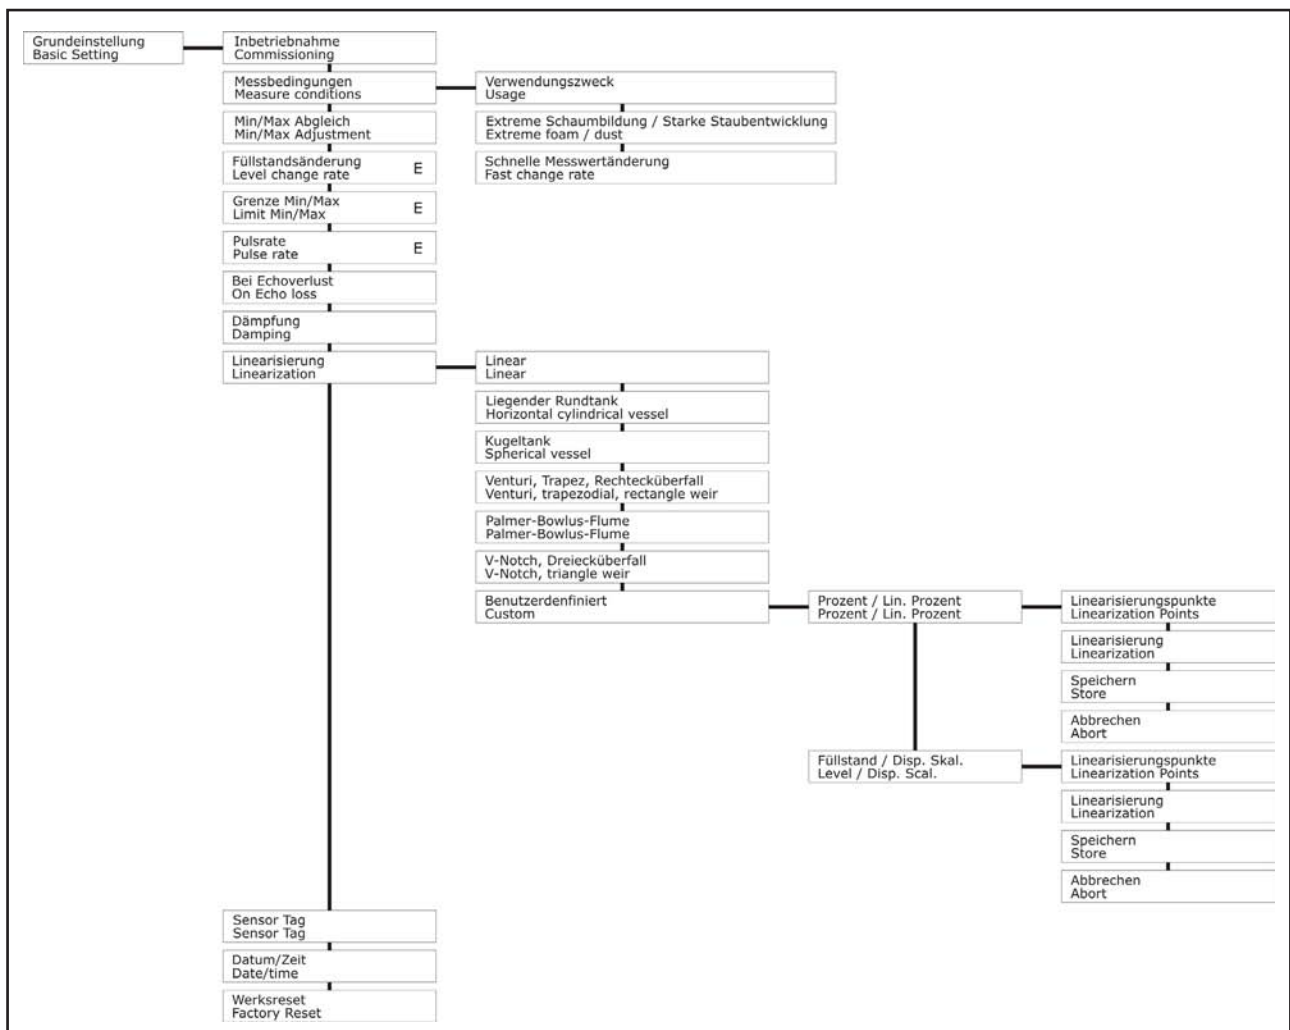 Grundeinstellung
Basic Setting
Inbetriebnahme
Commissioning
Messbedingungen
Measure conditions
Verwendungszweck
Usage
Min/Max Abgleich
Min/Max Adjustment
Extreme Schaumbildung / Starke Staubentwicklung
Extreme foam / dust
Füllstandsänderung
Level change rate
E
Schnelle Messwertänderung
Fast change rate
Grenze Min/Max
Limit Min/Max
E
Pulsrate
Pulse rate
E
Bei Echoverlust
On Echo loss
Dämpfung
Damping
Linearisierung
Linearization
Linear
Linear
Liegender Rundtank
Horizontal cylindrical vessel
Kugeltank
Spherical vessel
Venturi, Trapez, Rechtecküberfall
Venturi, trapezodial, rectangle weir
Palmer-Bowlus-Flume
Palmer-Bowlus-Flume
V-Notch, Dreiecküberfall
V-Notch, triangle weir
Benutzerdenfiniert
Custom
Prozent / Lin. Prozent
Prozent / Lin. Prozent
Linearisierungspunkte
Linearization Points
Linearisierung
Linearization
Speichern
Store
Abbrechen
Abort
Füllstand / Disp. Skal.
Level / Disp. Scal.
Linearisierungspunkte
Linearization Points
Linearisierung
Linearization
Speichern
Store
Abbrechen
Abort
Sensor Tag
Sensor Tag
Datum/Zeit
Date/time
Werksreset
Factory Reset